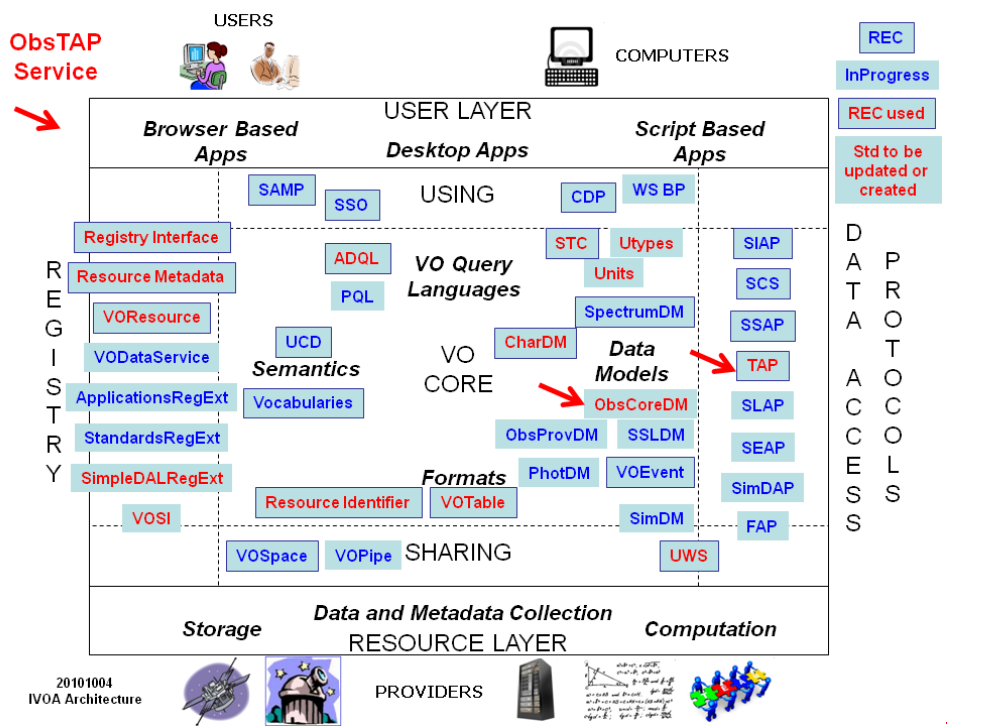 USERS
COMPUTERS
ObsTAP
Service
REC
InProgress
REC used
Std to be
updated or
created
USER LAYER
Browser Based
Apps
Desktop Apps
Script Based
Apps
SAMP
SSO
USING
CDP
WS BP
REGISTRY
Registry Interface
Resource Metadata
VOResource
VODataService
ApplicationsRegExt
StandardsRegExt
SimpleDALRegExt
VOSI
ADQL
PQL
VO Query
Languages
STC
Utypes
Units
SpectrumDM
UCD
Semantics
Vocabularies
VO
CORE
CharDM
Data
Models
ObsCoreDM
ObsProvDM
SSLDM
PhotDM
VOEvent
SimDM
Formats
Resource Identifier
VOTable
SIAP
SCS
SSAP
TAP
SLAP
SEAP
SimDAP
FAP
DATA ACCESS
PROTOCOLS
VOSpace
VOPipe
SHARING
UWS
Data and Metadata Collection
Storage
RESOURCE LAYER
Computation
20101004
IVOA Architecture
PROVIDERS